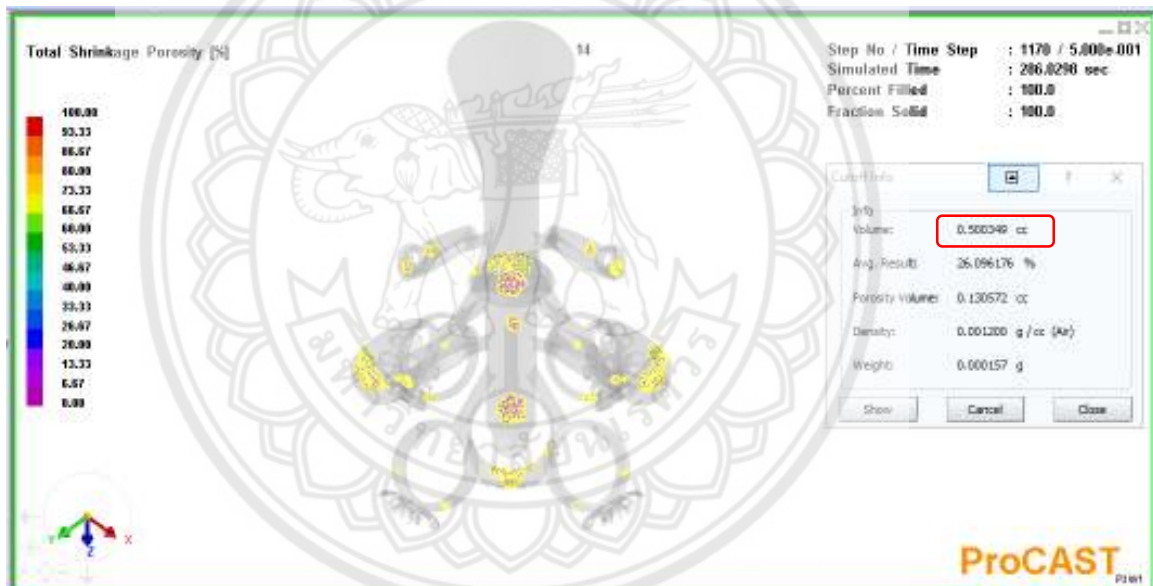 Total Shrinkage Porosity [%]
14
Step No / Time Step : 1170 / 5.000e-001
Simulated Time : 286.0298 sec
Percent Filled : 100.0
Fraction Solid : 100.0
100.00
93.33
86.67
80.00
73.33
66.67
60.00
53.33
46.67
40.00
33.33
26.67
20.00
13.33
6.67
0.00
Cutoff Info
Info
Volume: 0.500349 cc
Avg. Result: 26.096176 %
Porosity Volume: 0.130572 cc
Density: 0.001200 g/cc (Air)
Weight: 0.000157 g
Show
Cancel
Close
Y
Z
X
ProCAST